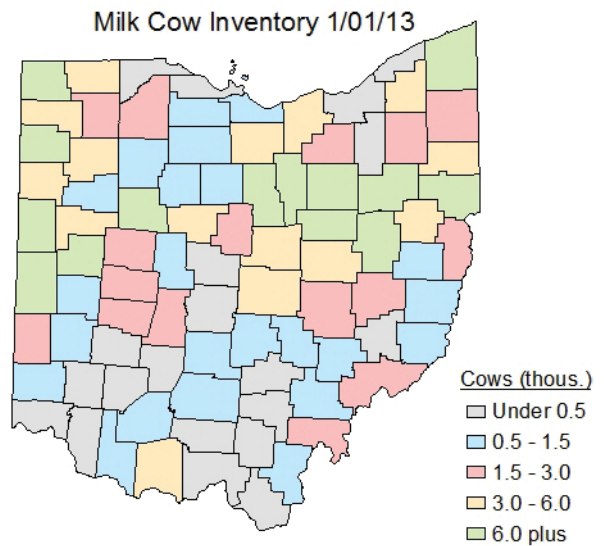 Milk Cow Inventory 1/01/13
Cows (thous.)
Under 0.5
0.5 - 1.5
1.5 - 3.0
3.0 - 6.0
6.0 plus